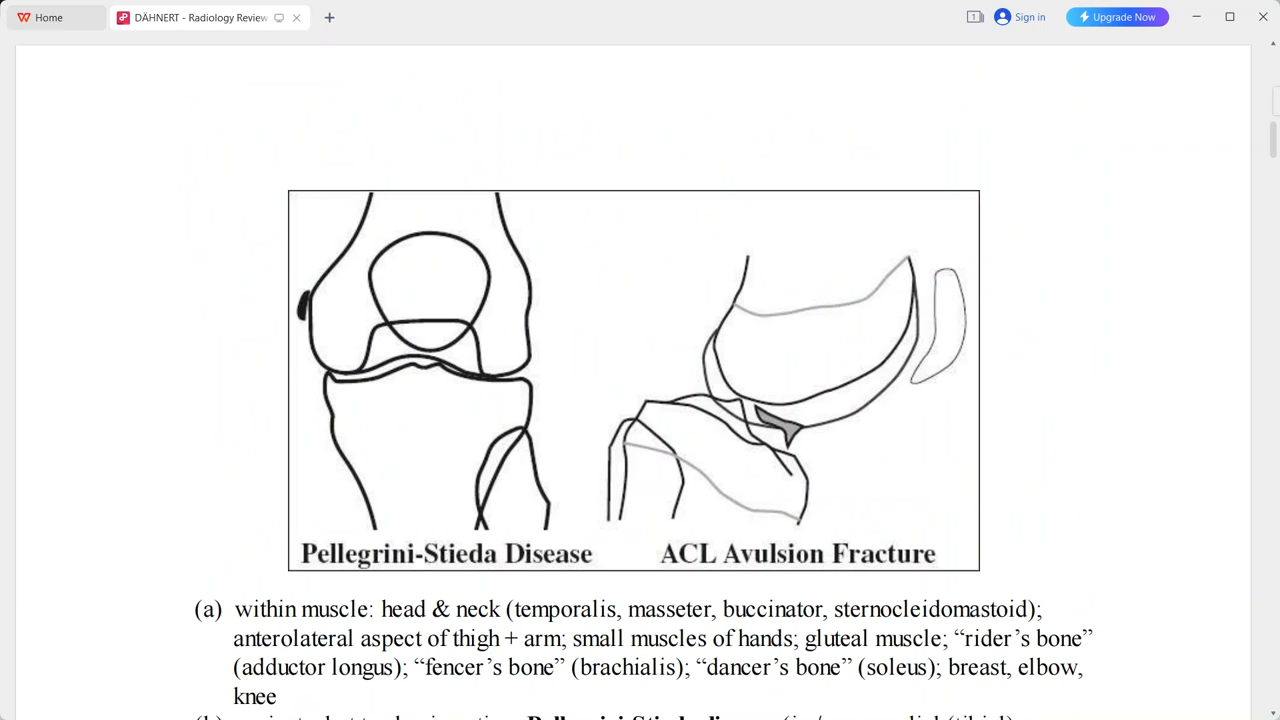 Home
DÄHNERT - Radiology Review
1
Sign in
Upgrade Now
Pellegrini-Stieda Disease
ACL Avulsion Fracture
(a) within muscle: head & neck (temporalis, masseter, buccinator, sternocleidomastoid);
anterolateral aspect of thigh + arm; small muscles of hands; gluteal muscle; “rider’s bone”
(adductor longus); “fencer’s bone” (brachialis); “dancer’s bone” (soleus); breast, elbow,
knee